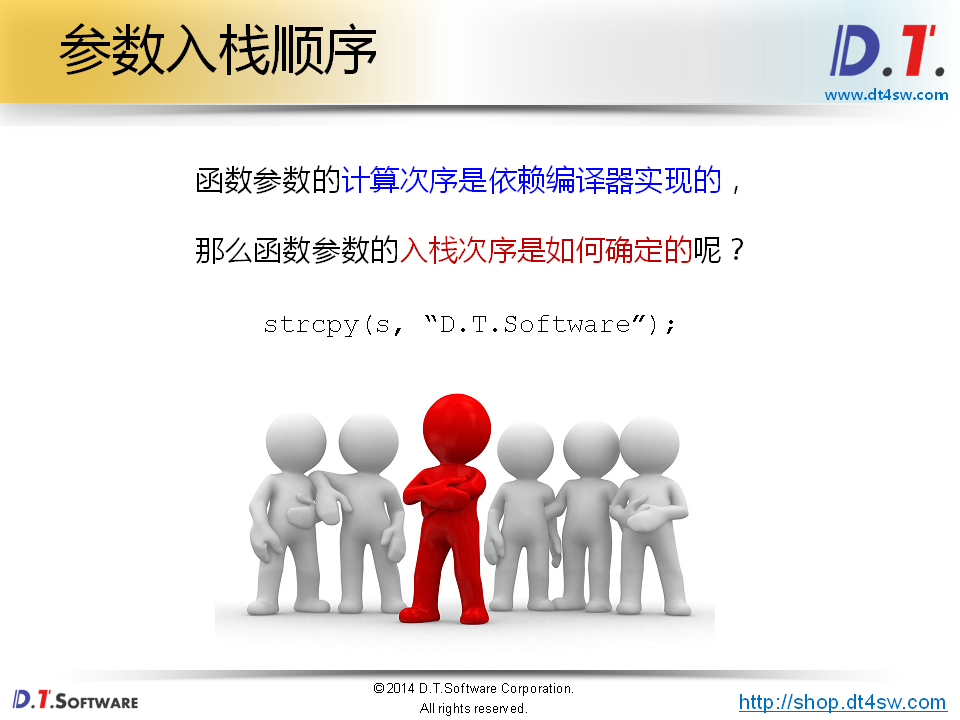 参数入栈顺序
D.T.
www.dt4sw.com
函数参数的计算次序是依赖编译器实现的，
那么函数参数的入栈次序是如何确定的呢？
strcpy(s, “D.T.Software”);
D.T.SOFTWARE
©2014 D.T.Software Corporation.
All rights reserved.
http://shop.dt4sw.com